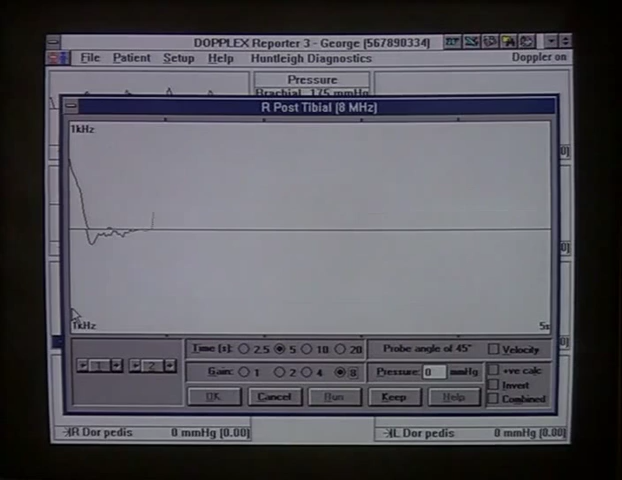 DOPPLEX Reporter 3 - George [567890334]
File Patient Setup Help Huntleigh Diagnostics Doppler on
Pressure
Brachial 175 mmHg
R Post Tibial [8 MHz]
1kHz
1kHz
5s
Time [s]: 2.5 5 10 20 Probe angle of 45° Velocity
1 2 Gain: 1 2 4 8 Pressure: 0 mmHg +ve calc
Invert
OK Cancel Run Keep Help Combined
R Dor pedis 0 mmHg [0.00] L Dor pedis 0 mmHg [0.00]